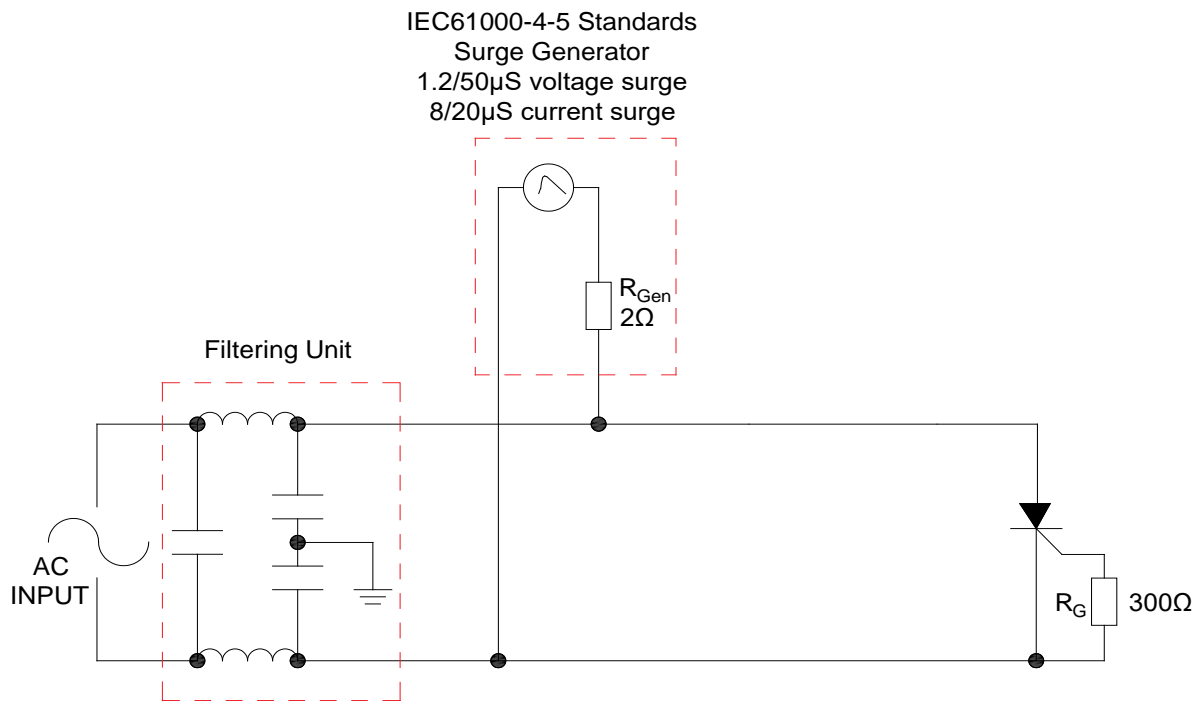 IEC61000-4-5 Standards
Surge Generator
1.2/50µS voltage surge
8/20µS current surge
R_Gen
2Ω
Filtering Unit
AC
INPUT
R_G 300Ω